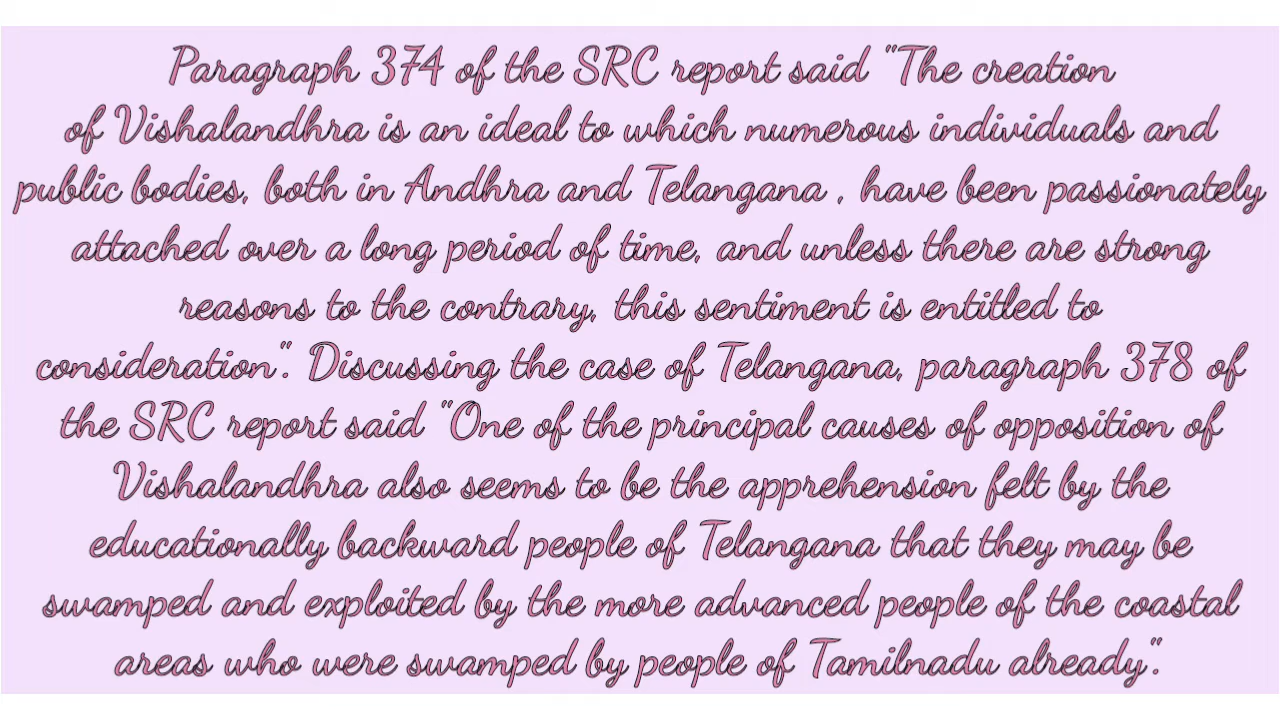 Paragraph 374 of the SRC report said "The creation
of Vishalandhra is an ideal to which numerous individuals and
public bodies, both in Andhra and Telangana , have been passionately
attached over a long period of time, and unless there are strong
reasons to the contrary, this sentiment is entitled to
consideration". Discussing the case of Telangana, paragraph 378 of
the SRC report said "One of the principal causes of opposition of
Vishalandhra also seems to be the apprehension felt by the
educationally backward people of Telangana that they may be
swamped and exploited by the more advanced people of the coastal
areas who were swamped by people of Tamilnadu already".